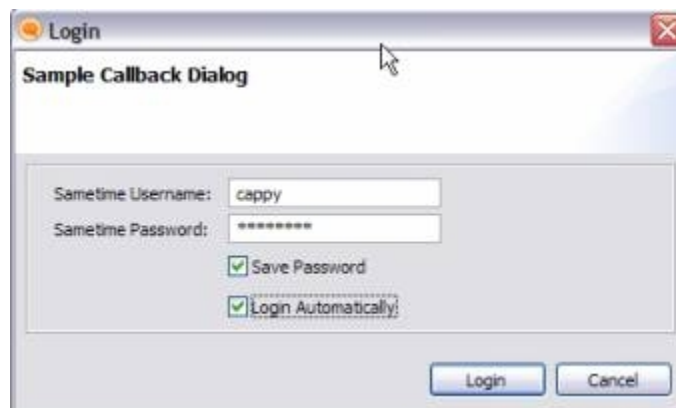 Login
Sample Callback Dialog
Sametime Username: cappy
Sametime Password: ********
Save Password
Login Automatically
Login Cancel